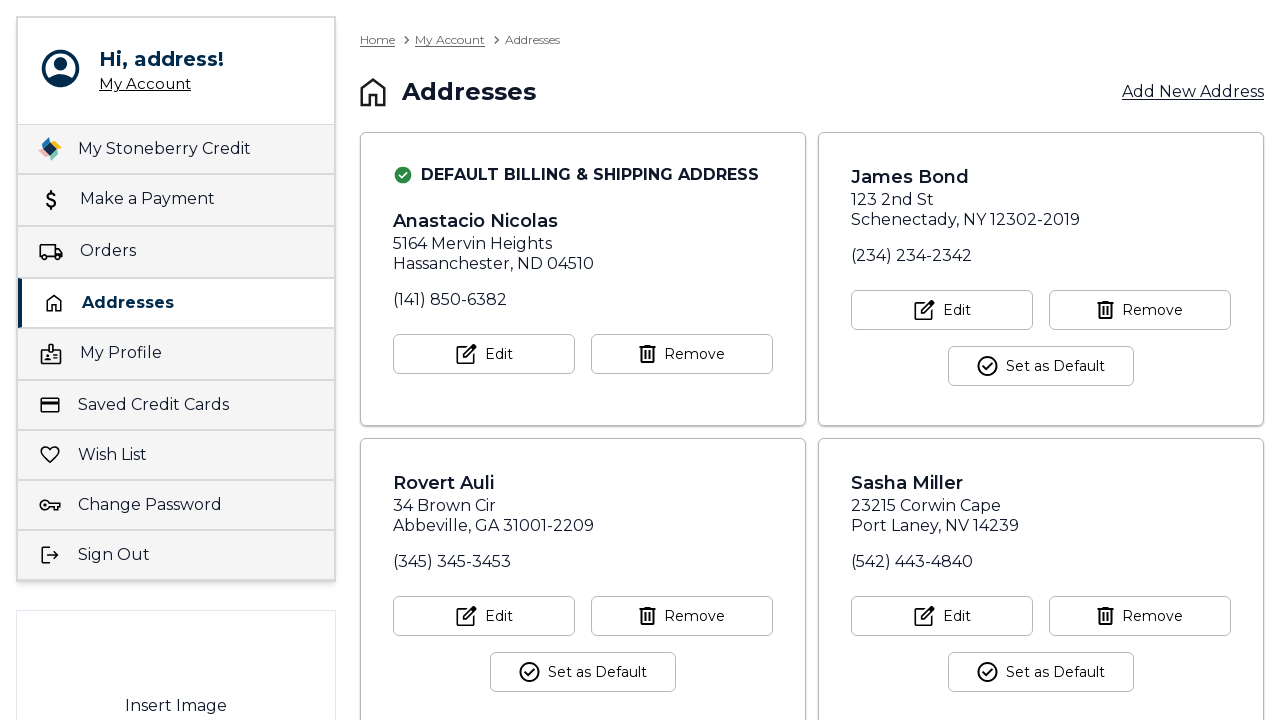 Hi, address!
My Account
My Stoneberry Credit
Make a Payment
Orders
Addresses
My Profile
Saved Credit Cards
Wish List
Change Password
Sign Out
Insert Image
Home > My Account > Addresses
Addresses
Add New Address
DEFAULT BILLING & SHIPPING ADDRESS
Anastacio Nicolas
5164 Mervin Heights
Hassanchester, ND 04510
(141) 850-6382
Edit Remove
James Bond
123 2nd St
Schenectady, NY 12302-2019
(234) 234-2342
Edit Remove
Set as Default
Rovert Auli
34 Brown Cir
Abbeville, GA 31001-2209
(345) 345-3453
Edit Remove
Set as Default
Sasha Miller
23215 Corwin Cape
Port Laney, NV 14239
(542) 443-4840
Edit Remove
Set as Default